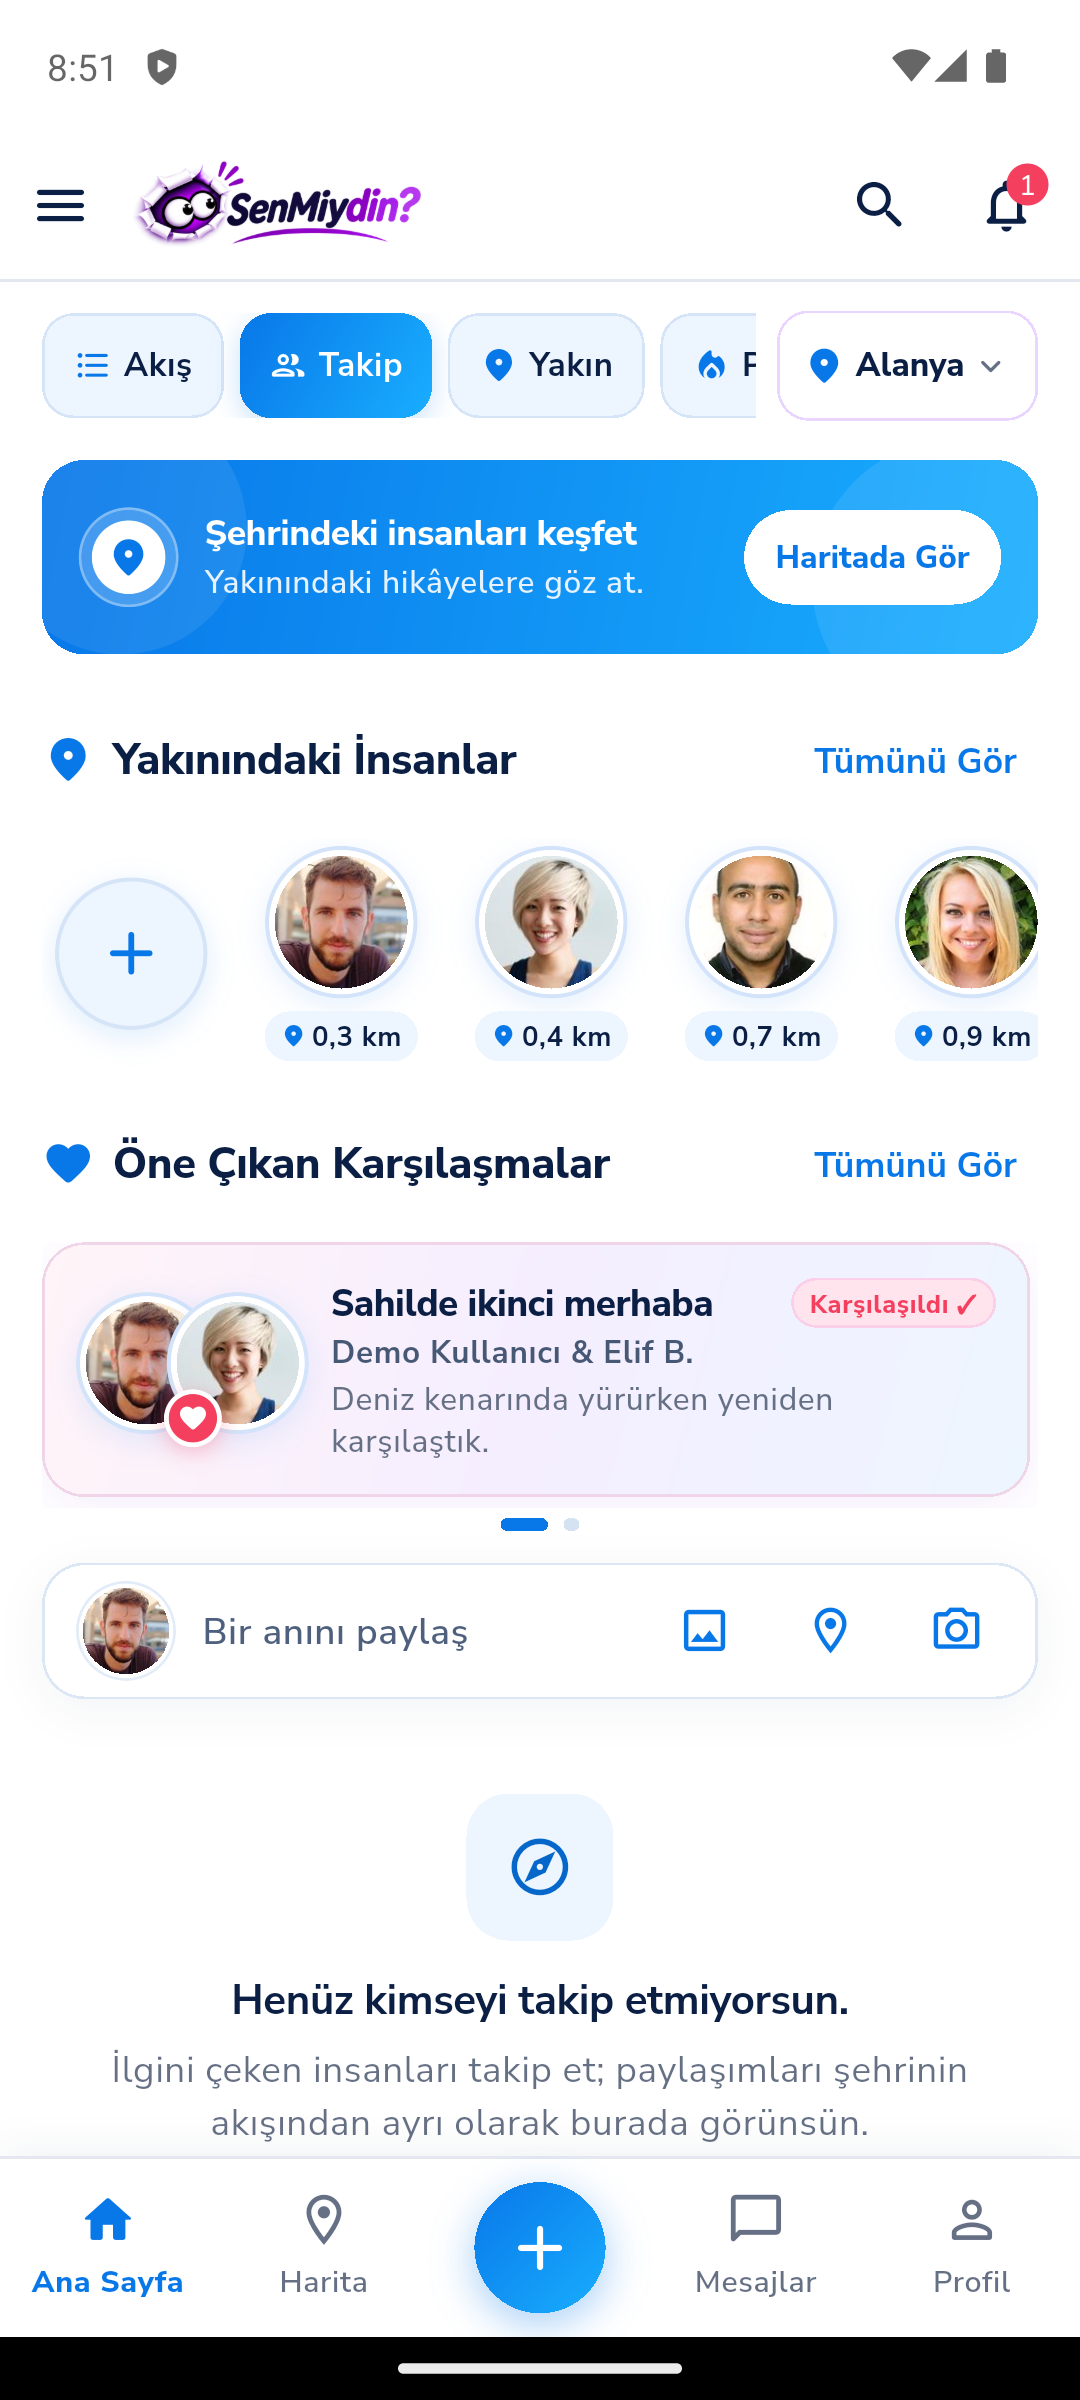 8:51
SenMiydin?
1
Akış
Takip
Yakın
Alanya
Şehrindeki insanları keşfet
Yakınındaki hikâyelere göz at.
Haritada Gör
Yakınındaki İnsanlar
Tümünü Gör
0,3 km
0,4 km
0,7 km
0,9 km
Öne Çıkan Karşılaşmalar
Tümünü Gör
Sahilde ikinci merhaba
Karşılaşıldı ✓
Demo Kullanıcı & Elif B.
Deniz kenarında yürürken yeniden
karşılaştık.
Bir anını paylaş
Henüz kimseyi takip etmiyorsun.
İlgini çeken insanları takip et; paylaşımları şehrinin
akışından ayrı olarak burada görünsün.
Ana Sayfa
Harita
Mesajlar
Profil